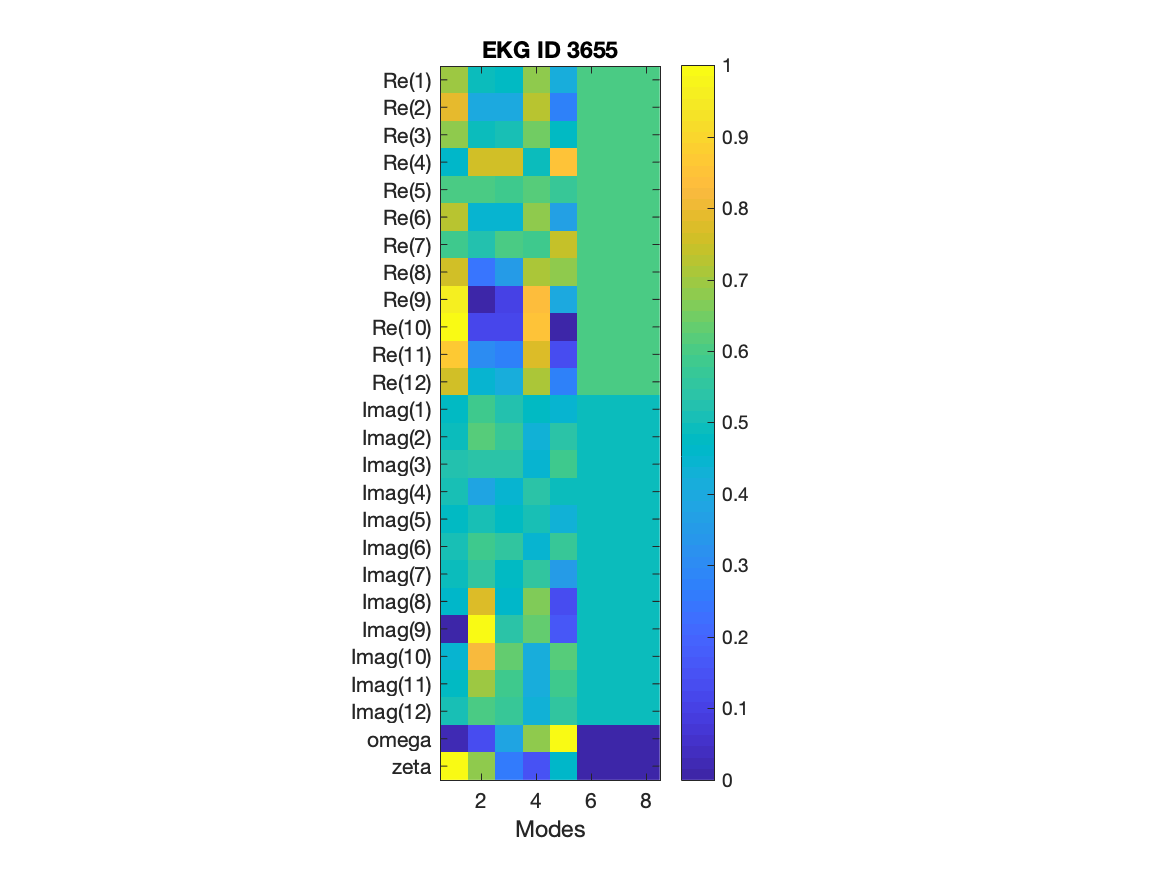 EKG ID 3655
Re(1)
Re(2)
Re(3)
Re(4)
Re(5)
Re(6)
Re(7)
Re(8)
Re(9)
Re(10)
Re(11)
Re(12)
Imag(1)
Imag(2)
Imag(3)
Imag(4)
Imag(5)
Imag(6)
Imag(7)
Imag(8)
Imag(9)
Imag(10)
Imag(11)
Imag(12)
omega
zeta
2 4 6 8
Modes
1
0.9
0.8
0.7
0.6
0.5
0.4
0.3
0.2
0.1
0